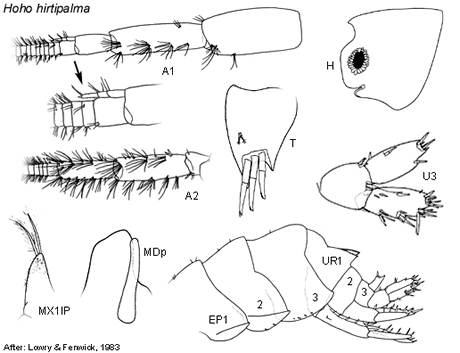 Hoho hirtipalma
A1
H
T
A2
U3
MDp
MX1IP
UR1
2
3
EP1
2
3
After: Lowry & Fenwick, 1983